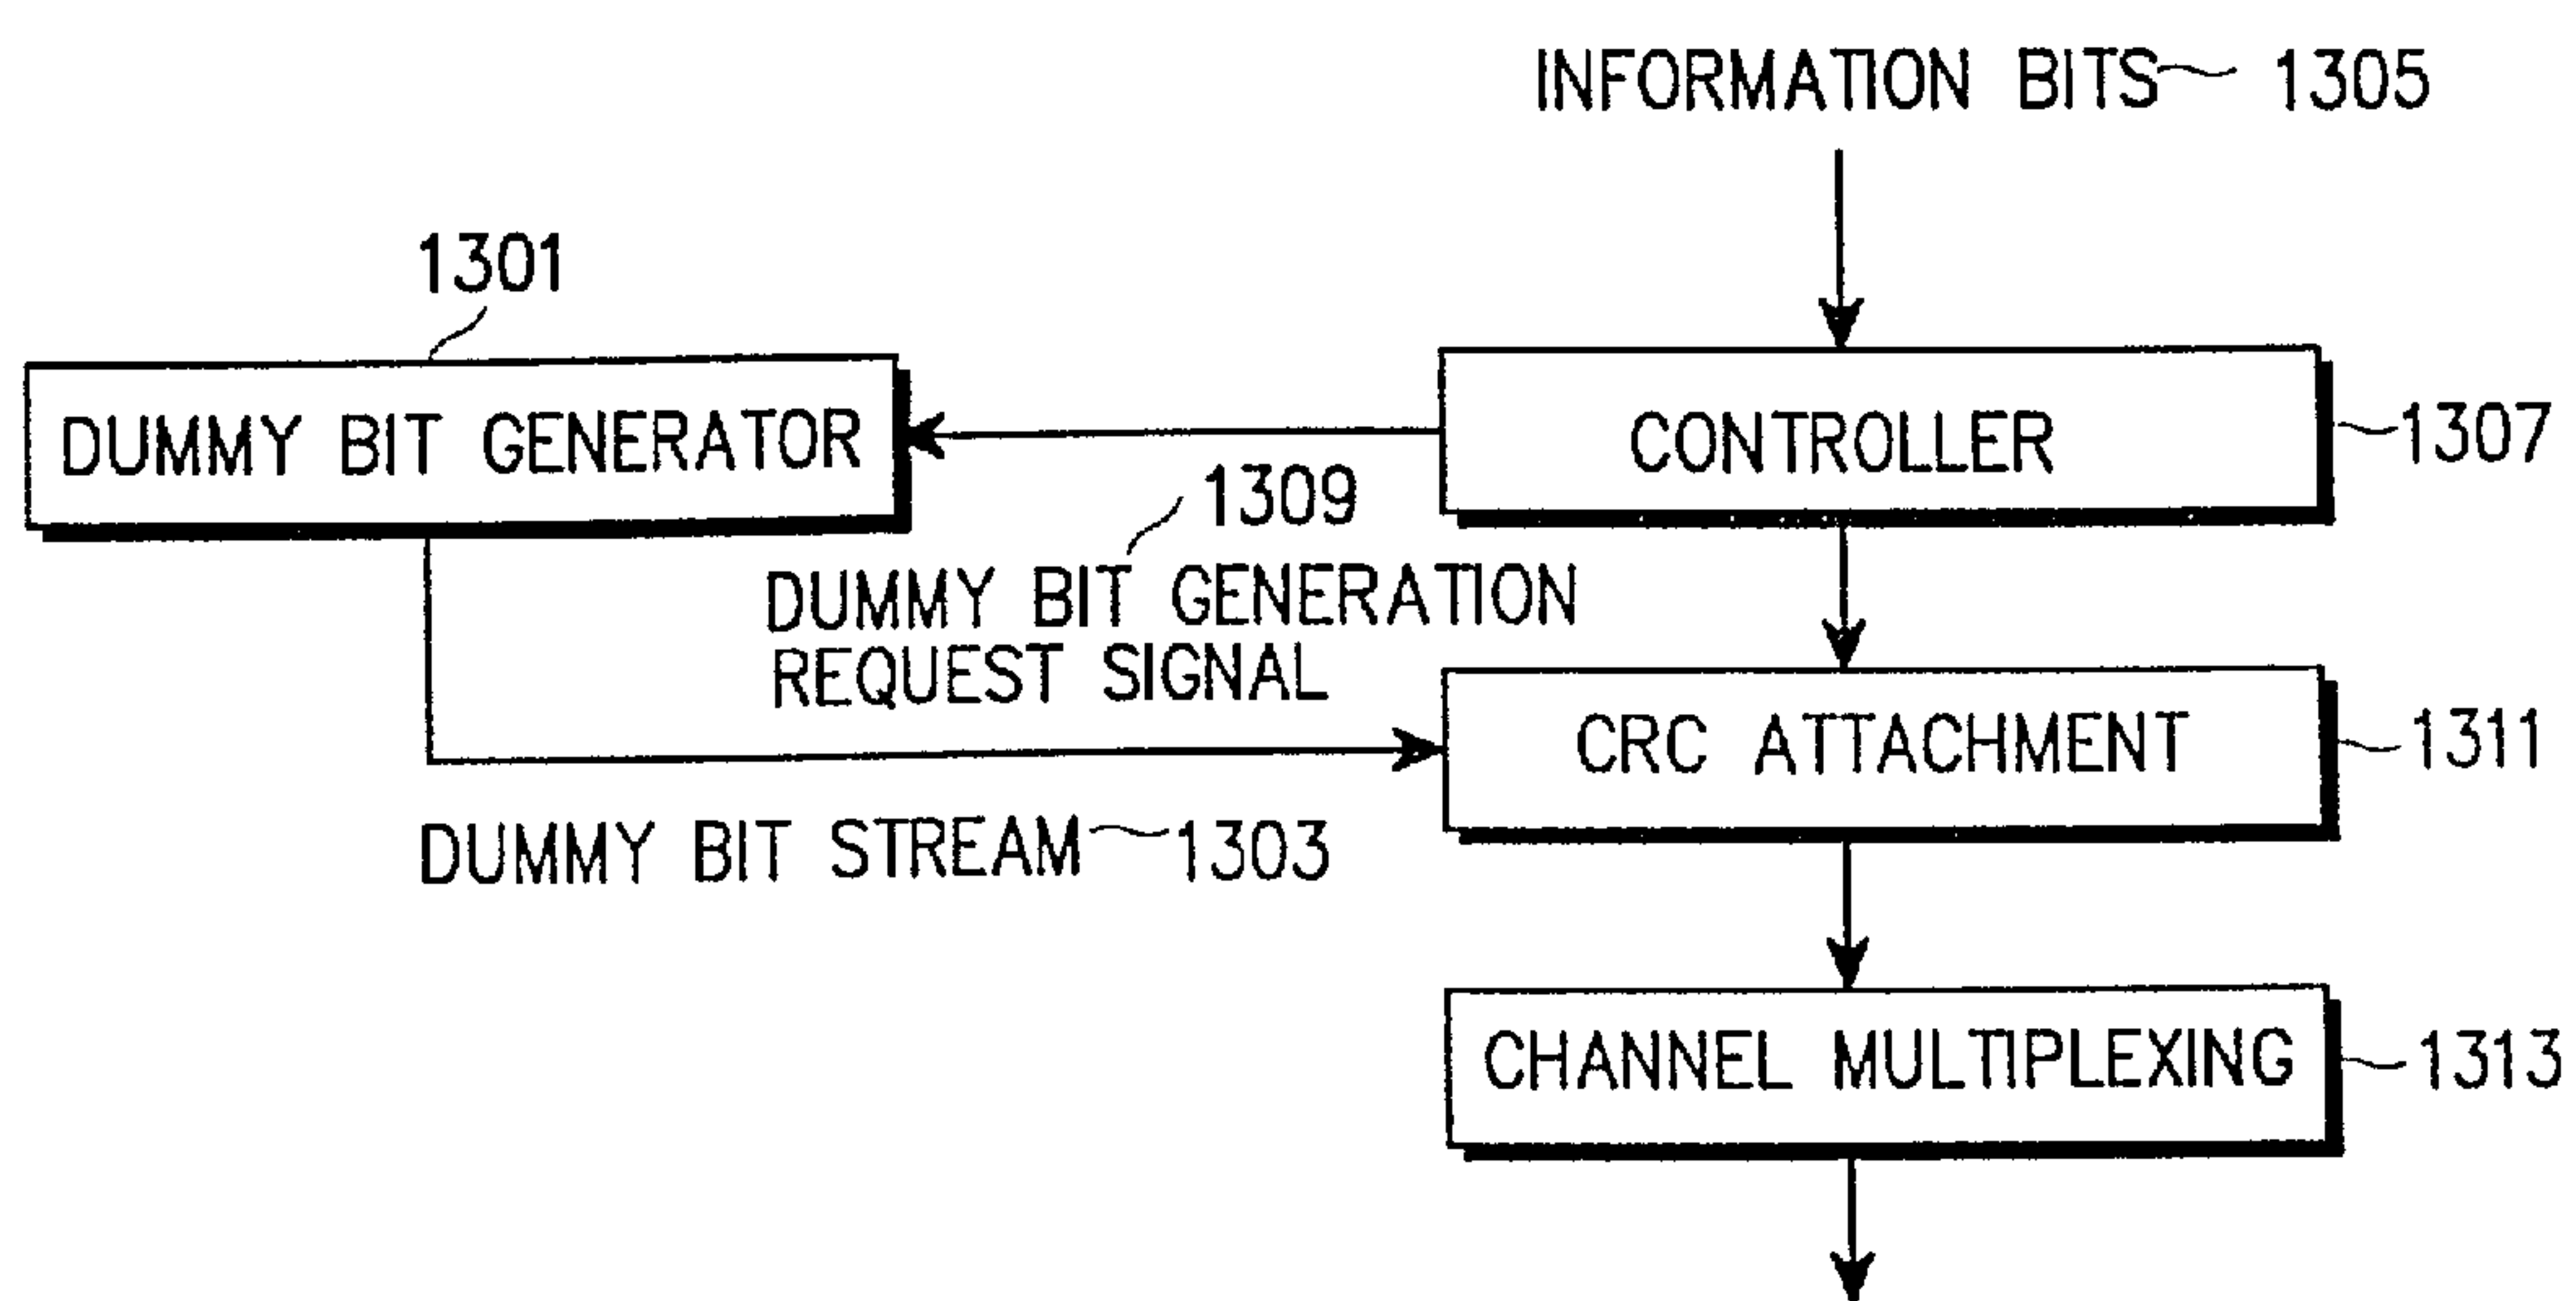 INFORMATION BITS 1305
1301
DUMMY BIT GENERATOR
CONTROLLER 1307
1309
DUMMY BIT GENERATION
REQUEST SIGNAL
CRC ATTACHMENT 1311
DUMMY BIT STREAM 1303
CHANNEL MULTIPLEXING 1313